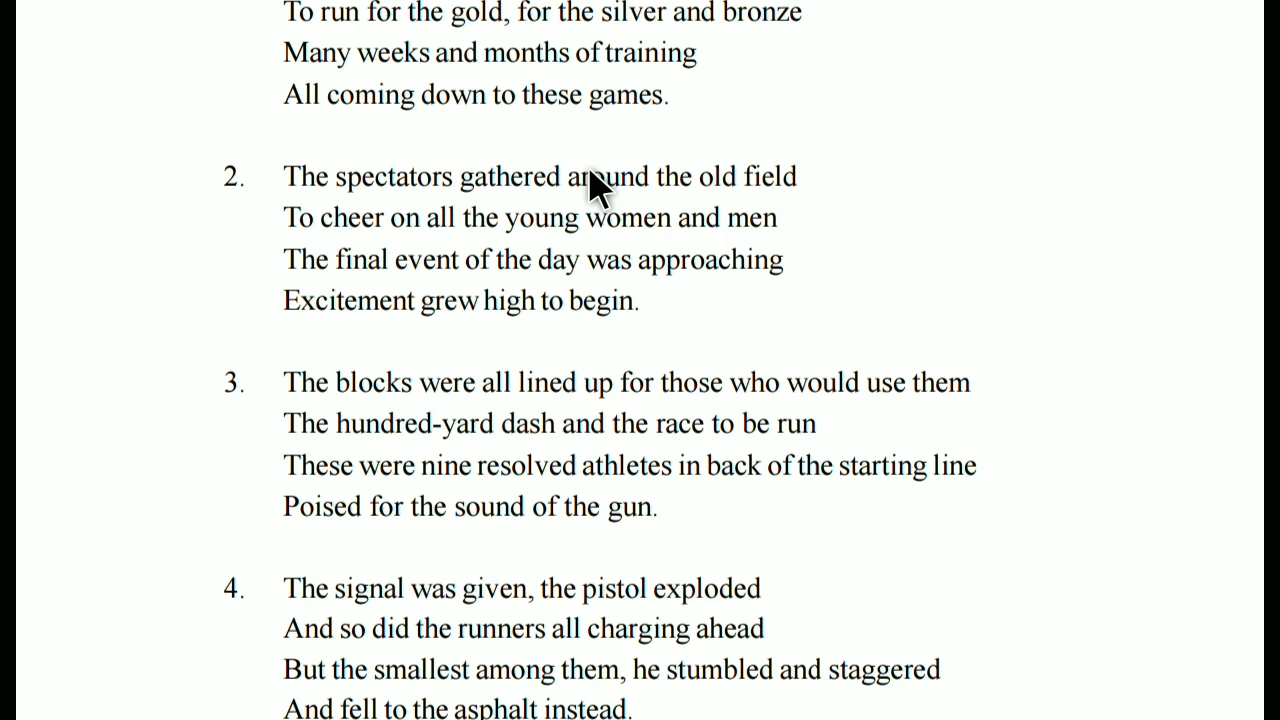 To run for the gold, for the silver and bronze
Many weeks and months of training
All coming down to these games.
2. The spectators gathered around the old field
To cheer on all the young women and men
The final event of the day was approaching
Excitement grew high to begin.
3. The blocks were all lined up for those who would use them
The hundred-yard dash and the race to be run
These were nine resolved athletes in back of the starting line
Poised for the sound of the gun.
4. The signal was given, the pistol exploded
And so did the runners all charging ahead
But the smallest among them, he stumbled and staggered
And fell to the asphalt instead.